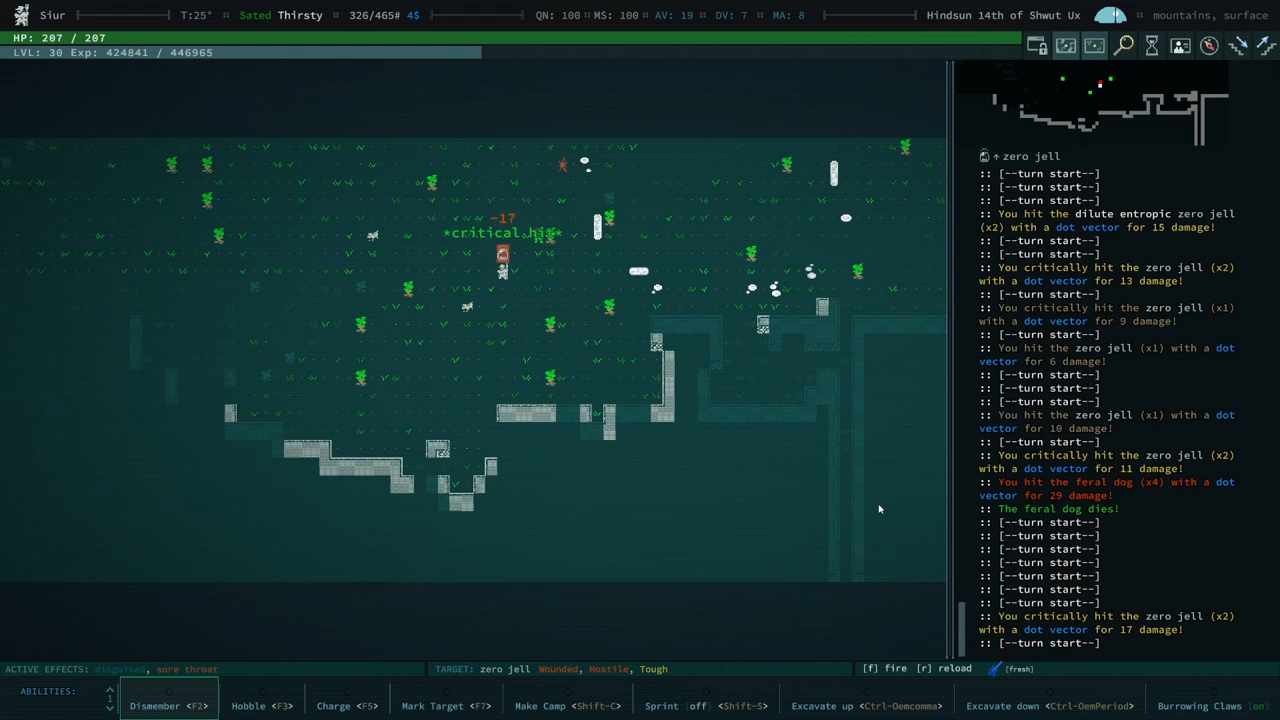 Siur T:25° :: Sated Thirsty :: 326/465# 4$ QN: 100 :: MS: 100 :: AV: 19 :: DV: 7 :: MA: 8 Hindsun 14th of Shwut Ux :: mountains, surface
HP: 207 / 207
LVL: 30 Exp: 424841 / 446965
-17
*critical hit*
↑ zero jell
:: [--turn start--]
:: [--turn start--]
:: [--turn start--]
:: You hit the dilute entropic zero jell
(x2) with a dot vector for 15 damage!
:: [--turn start--]
:: [--turn start--]
:: You critically hit the zero jell (x2)
with a dot vector for 13 damage!
:: [--turn start--]
:: You critically hit the zero jell (x1)
with a dot vector for 9 damage!
:: [--turn start--]
:: You hit the zero jell (x1) with a dot
vector for 6 damage!
:: [--turn start--]
:: [--turn start--]
:: [--turn start--]
:: You hit the zero jell (x1) with a dot
vector for 10 damage!
:: [--turn start--]
:: You critically hit the zero jell (x2)
with a dot vector for 11 damage!
:: You hit the feral dog (x4) with a dot
vector for 29 damage!
:: The feral dog dies!
:: [--turn start--]
:: [--turn start--]
:: [--turn start--]
:: [--turn start--]
:: [--turn start--]
:: [--turn start--]
:: [--turn start--]
:: You critically hit the zero jell (x2)
with a dot vector for 17 damage!
:: [--turn start--]
ACTIVE EFFECTS: disguised, sore throat TARGET: zero jell Wounded, Hostile, Tough [f] fire [r] reload [fresh]
ABILITIES: 1 Dismember <F2> Hobble <F3> Charge <F5> Mark Target <F7> Make Camp <Shift-C> Sprint [off] <Shift-S> Excavate up <Ctrl-Oemcomma> Excavate down <Ctrl-OemPeriod> Burrowing Claws [on]